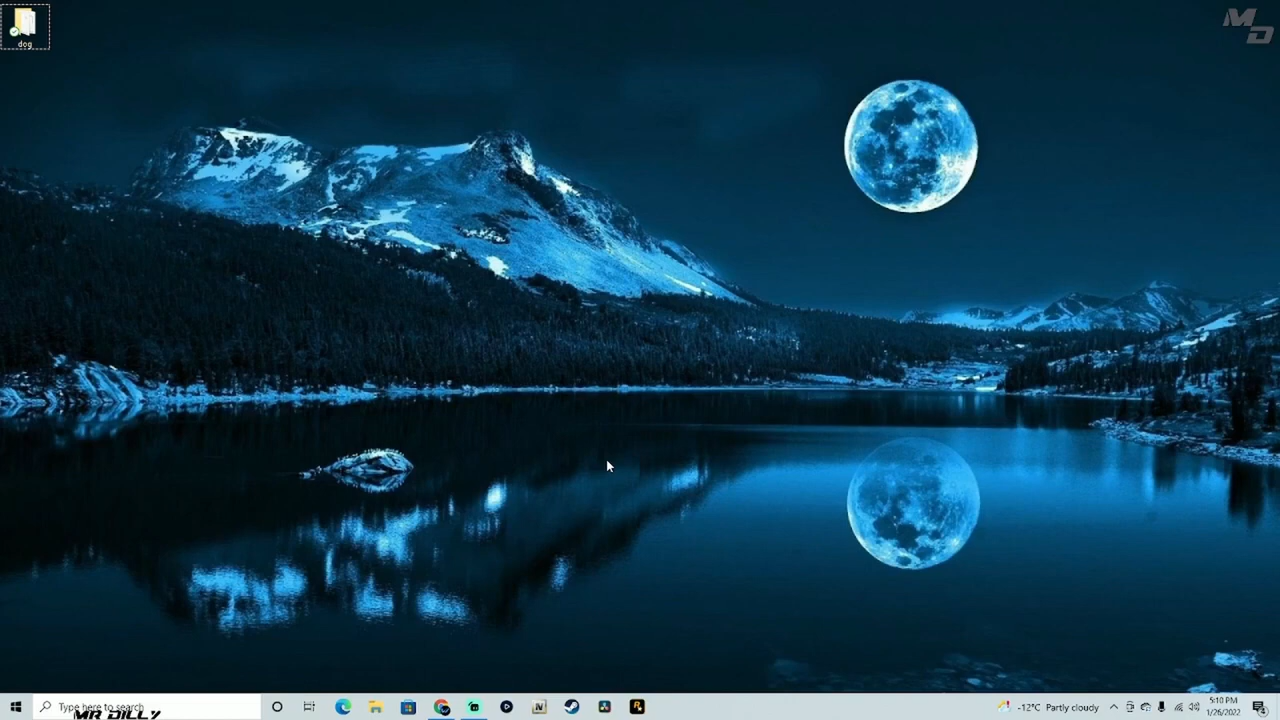 dog
MD
Type here to search
MR DILLY
-12°C Partly cloudy
5:10 PM
1/26/2022